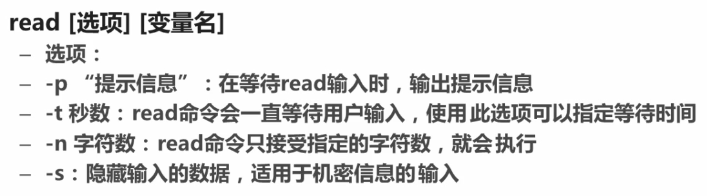 read [选项] [变量名]
– 选项：
– -p “提示信息”：在等待read输入时，输出提示信息
– -t 秒数：read命令会一直等待用户输入，使用此选项可以指定等待时间
– -n 字符数：read命令只接受指定的字符数，就会执行
– -s：隐藏输入的数据，适用于机密信息的输入